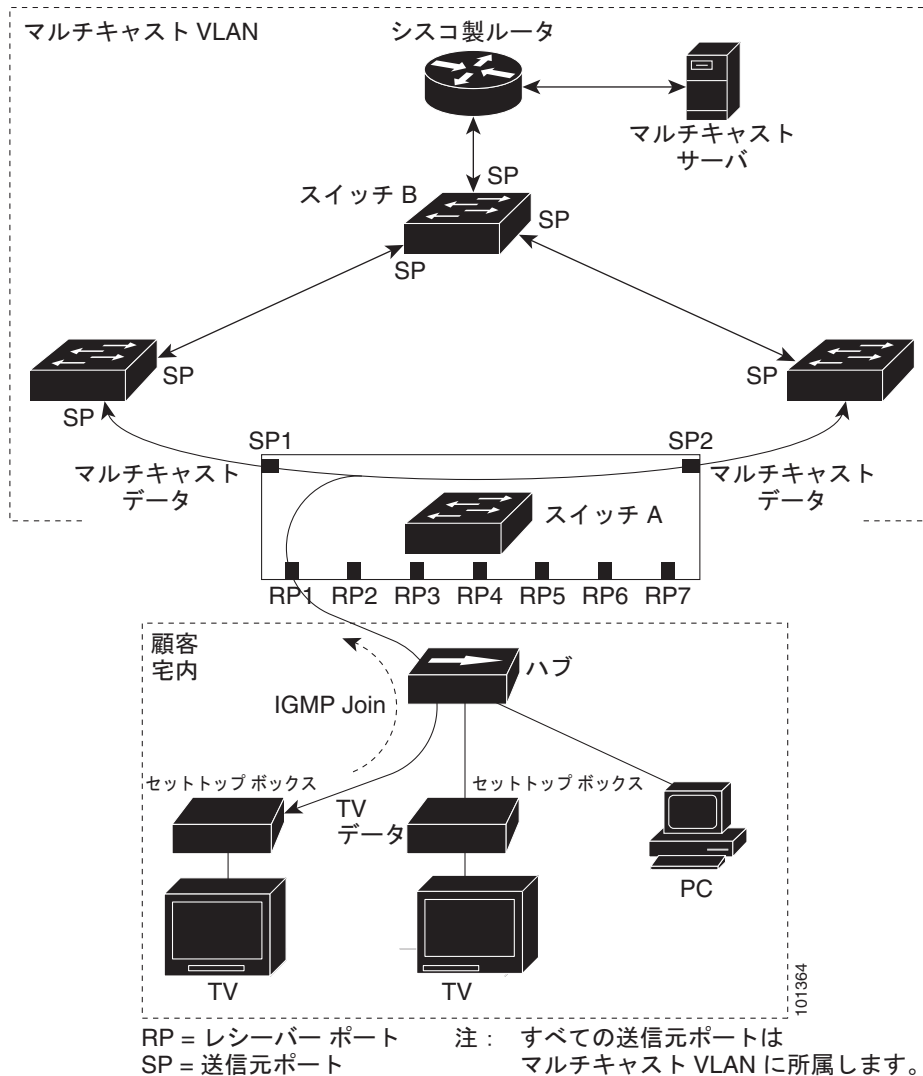 マルチキャスト VLAN
シスコ製ルータ
マルチキャスト
サーバ
スイッチ B
SP
SP
SP
SP
SP
SP
SP1
SP2
マルチキャスト
データ
マルチキャスト
データ
スイッチ A
RP1 RP2 RP3 RP4 RP5 RP6 RP7
顧客
宅内
ハブ
IGMP Join
セットトップ ボックス
セットトップ ボックス
TV
データ
PC
TV
TV
101364
RP = レシーバー ポート
SP = 送信元ポート
注： すべての送信元ポートは
マルチキャスト VLAN に所属します。